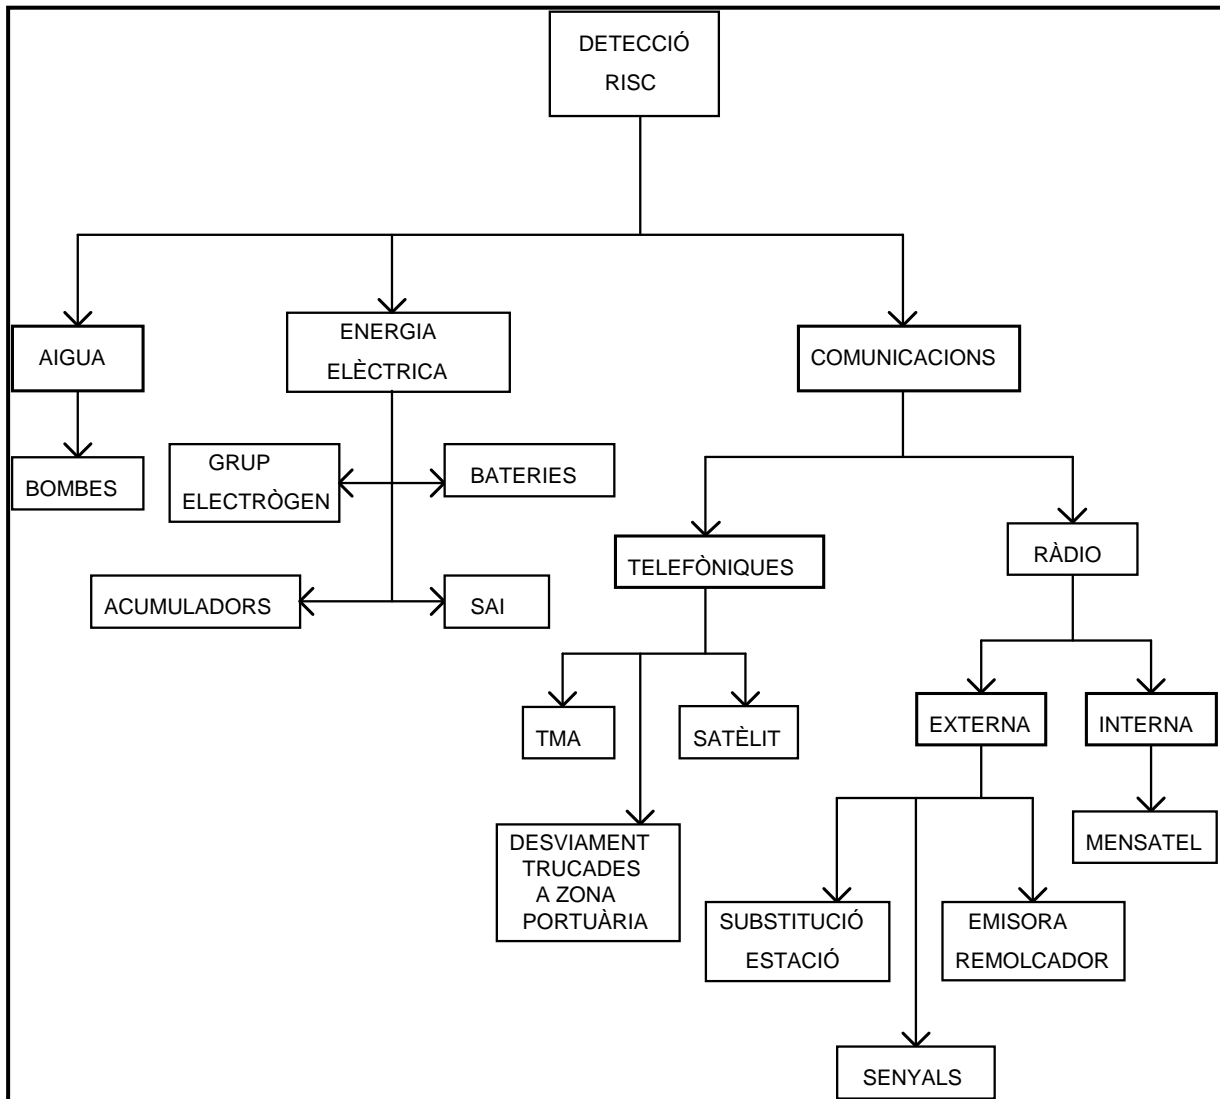 DETECCIÓ
RISC
AIGUA
ENERGIA
ELÈCTRICA
COMUNICACIONS
BOMBES
GRUP
ELECTRÒGEN
BATERIES
TELEFÒNIQUES
RÀDIO
ACUMULADORS
SAI
TMA
SATÈLIT
EXTERNA
INTERNA
DESVIAMENT
TRUCADES
A ZONA
PORTUÀRIA
MENSATEL
SUBSTITUCIÓ
ESTACIÓ
EMISORA
REMOLCADOR
SENYALS